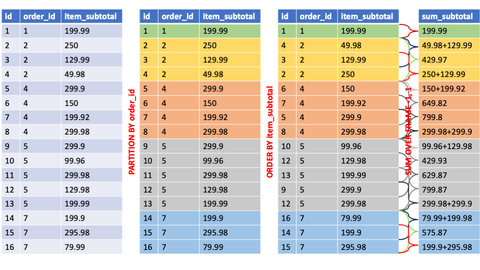 id order_id item_subtotal
1 1 199.99
2 2 250
3 2 129.99
4 2 49.98
5 4 299.9
6 4 150
7 4 199.92
8 4 299.98
9 5 299.9
10 5 99.96
11 5 299.98
12 5 129.98
13 5 199.99
14 7 199.9
15 7 295.98
16 7 79.99
PARTITION BY order_id
id order_id item_subtotal
1 1 199.99
2 2 250
3 2 129.99
4 2 49.98
5 4 299.9
6 4 150
7 4 199.92
8 4 299.98
9 5 299.9
10 5 99.96
11 5 299.98
12 5 129.98
13 5 199.99
14 7 199.9
15 7 295.98
16 7 79.99
ORDER BY item_subtotal
id order_id item_subtotal
1 1 199.99
4 2 49.98
3 2 129.99
2 2 250
6 4 150
7 4 199.92
5 4 299.9
8 4 299.98
10 5 99.96
12 5 129.98
13 5 199.99
9 5 299.9
12 5 299.98
16 7 79.99
14 7 199.9
15 7 295.98
SUM OVER FRAME
sum_subtotal
199.99
49.98+129.99
429.97
250+129.99
150+199.92
649.82
799.8
299.98+299.9
99.96+129.98
429.93
629.87
799.87
299.98+299.9
79.99+199.98
575.87
199.9+295.98